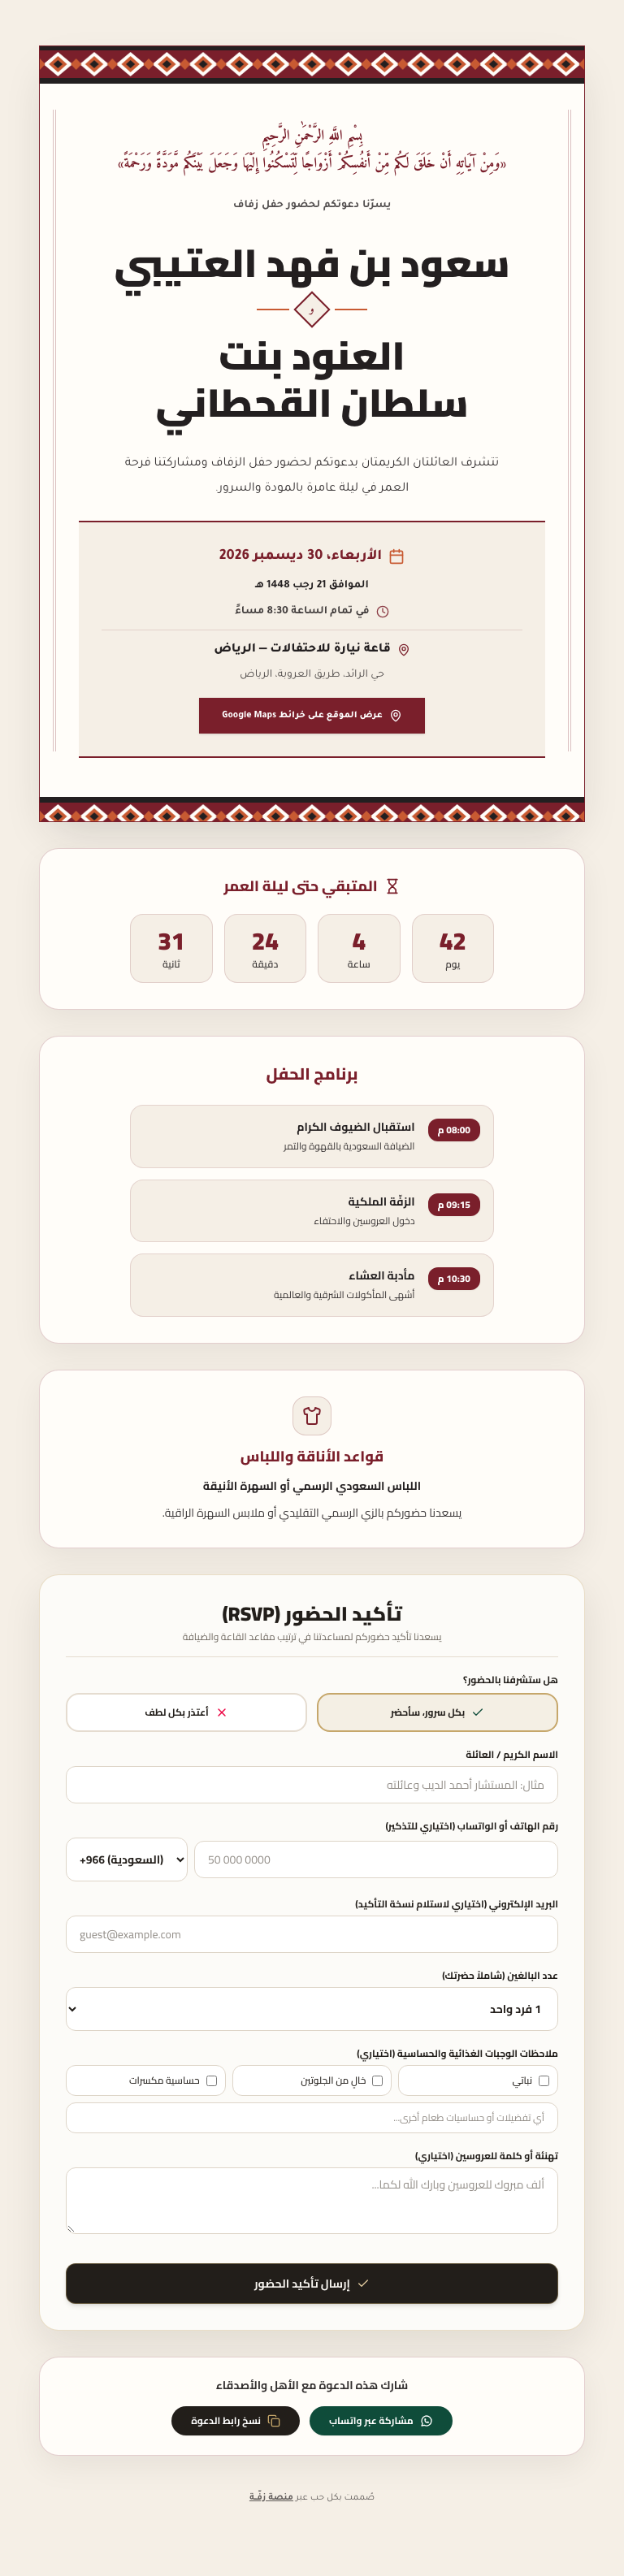 بِسْمِ اللَّهِ الرَّحْمَٰنِ الرَّحِيمِ
«وَمِنْ آيَاتِهِ أَنْ خَلَقَ لَكُم مِّنْ أَنفُسِكُمْ أَزْوَاجًا لِّتَسْكُنُوا إِلَيْهَا وَجَعَلَ بَيْنَكُم مَّوَدَّةً وَرَحْمَةً»
يسرّنا دعوتكم لحضور حفل زفاف
سعود بن فهد العتيبي
و
العنود بنت
سلطان القحطاني
تتشرف العائلتان الكريمتان بدعوتكم لحضور حفل الزفاف ومشاركتنا فرحة
العمر في ليلة عامرة بالمودة والسرور.
الأربعاء، 30 ديسمبر 2026
الموافق 21 رجب 1448 هـ
في تمام الساعة 8:30 مساءً
قاعة نيارة للاحتفالات – الرياض
حي الرائد، طريق العروبة، الرياض
عرض الموقع على خرائط Google Maps
المتبقي حتى ليلة العمر
42 4 24 31
يوم ساعة دقيقة ثانية
برنامج الحفل
08:00 م استقبال الضيوف الكرام
الضيافة السعودية بالقهوة والتمر
09:15 م الزفّة الملكية
دخول العروسين والاحتفاء
10:30 م مأدبة العشاء
أشهى المأكولات الشرقية والعالمية
قواعد الأناقة واللباس
اللباس السعودي الرسمي أو السهرة الأنيقة
يسعدنا حضوركم بالزي الرسمي التقليدي أو ملابس السهرة الراقية.
تأكيد الحضور (RSVP)
يسعدنا تأكيد حضوركم لمساعدتنا في ترتيب مقاعد القاعة والضيافة
هل ستشرفنا بالحضور؟
بكل سرور، سأحضر أعتذر بكل لطف
الاسم الكريم / العائلة
مثال: المستشار أحمد الديب وعائلته
رقم الهاتف أو الواتساب (اختياري للتذكير)
50 000 0000 +966 (السعودية)
البريد الإلكتروني (اختياري لاستلام نسخة التأكيد)
guest@example.com
عدد البالغين (شاملاً حضرتك)
1 فرد واحد
ملاحظات الوجبات الغذائية والحساسية (اختياري)
نباتي خالٍ من الجلوتين حساسية مكسرات
أي تفضيلات أو حساسيات طعام أخرى...
تهنئة أو كلمة للعروسين (اختياري)
ألف مبروك للعروسين وبارك الله لكما...
إرسال تأكيد الحضور
شارك هذه الدعوة مع الأهل والأصدقاء
مشاركة عبر واتساب نسخ رابط الدعوة
صُممت بكل حب عبر منصة زفّـة